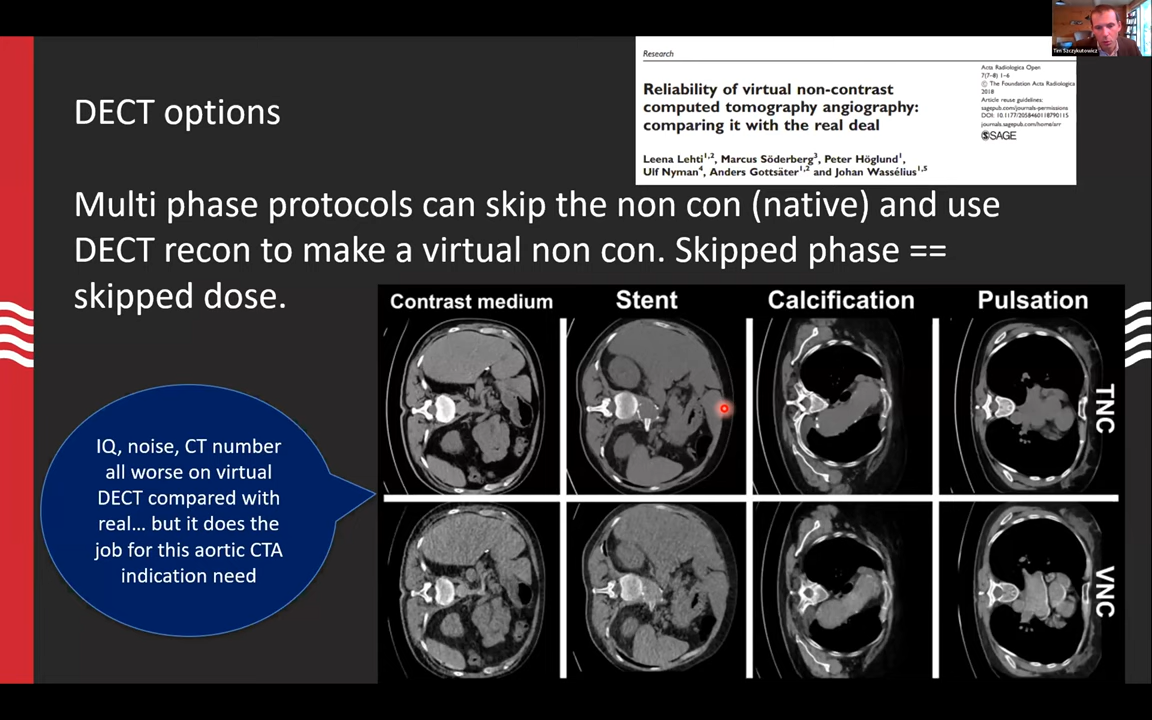 Tim Szczykutowicz
Research
Reliability of virtual non-contrast
computed tomography angiography:
comparing it with the real deal
Leena Lehti1,2, Marcus Söderberg3, Peter Höglund1,
Ulf Nyman4, Anders Gottsäter1,2 and Johan Wassélius1,5
Acta Radiologica Open
7(7–8) 1–6
© The Foundation Acta Radiologica
2018
Article reuse guidelines:
sagepub.com/journals-permissions
DOI: 10.1177/2058460118790115
journals.sagepub.com/home/arr
SAGE
DECT options
Multi phase protocols can skip the non con (native) and use
DECT recon to make a virtual non con. Skipped phase ==
skipped dose.
Contrast medium
Stent
Calcification
Pulsation
TNC
VNC
IQ, noise, CT number
all worse on virtual
DECT compared with
real... but it does the
job for this aortic CTA
indication need